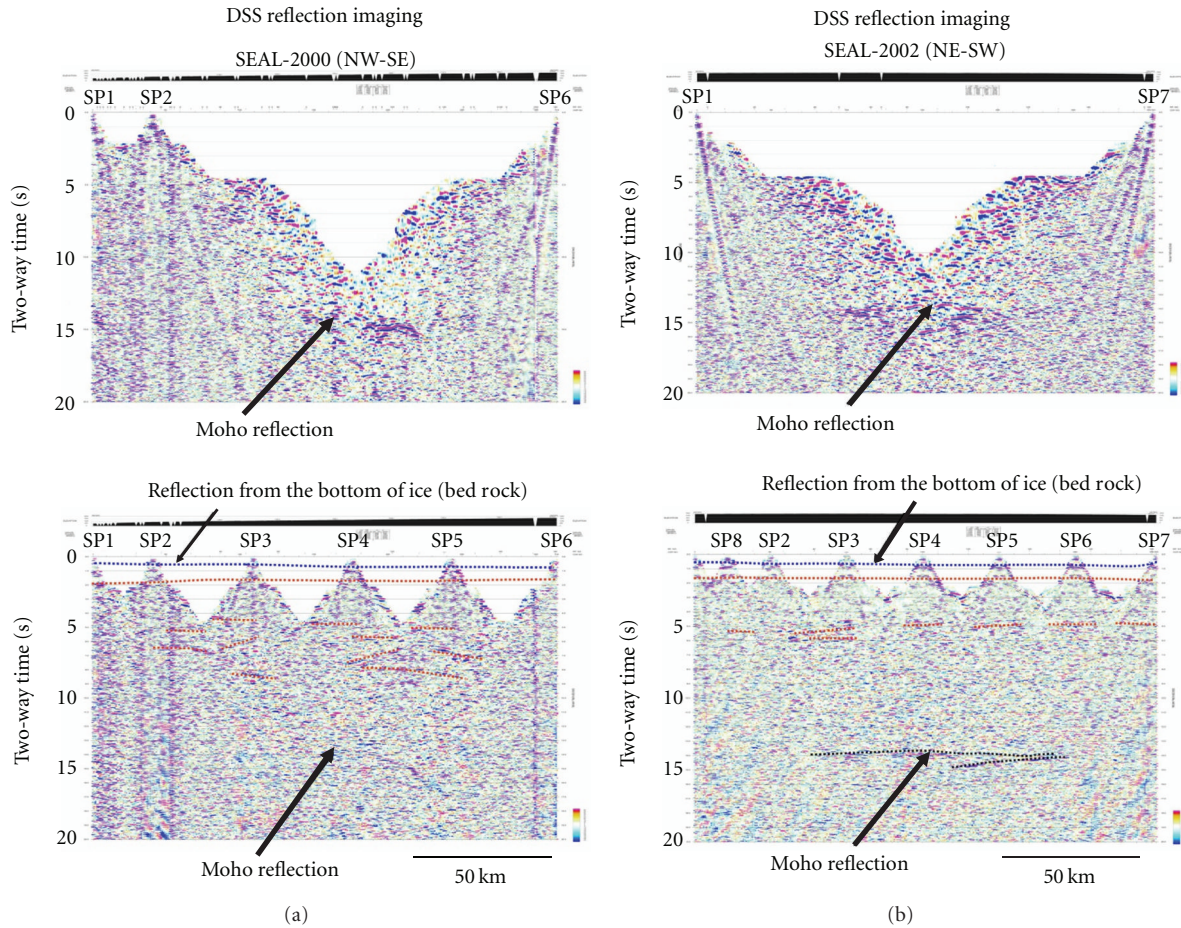 DSS reflection imaging
SEAL-2000 (NW-SE)
SP1 SP2 SP6
0
5
10
15
20
Two-way time (s)
Moho reflection
DSS reflection imaging
SEAL-2002 (NE-SW)
SP1 SP7
0
5
10
15
20
Two-way time (s)
Moho reflection
Reflection from the bottom of ice (bed rock)
SP1 SP2 SP3 SP4 SP5 SP6
0
5
10
15
20
Two-way time (s)
Moho reflection
50 km
(a)
Reflection from the bottom of ice (bed rock)
SP8 SP2 SP3 SP4 SP5 SP6 SP7
0
5
10
15
20
Two-way time (s)
Moho reflection
50 km
(b)